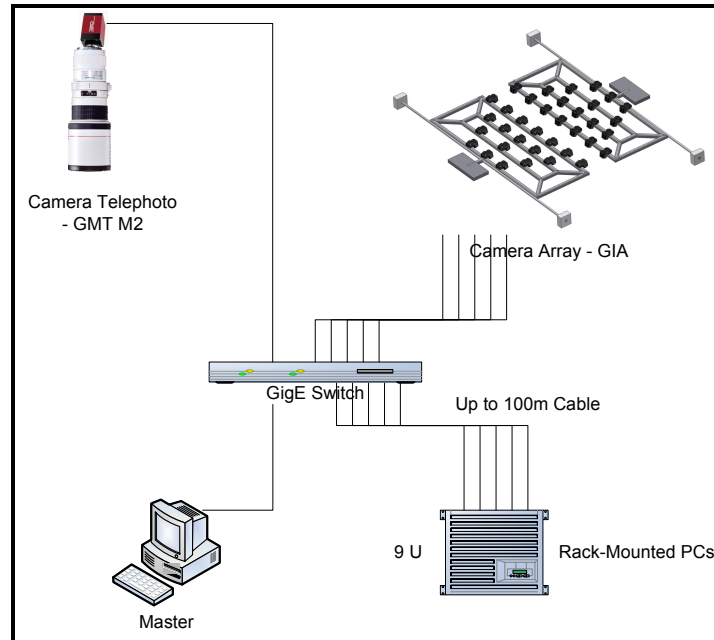 Camera Telephoto
- GMT M2
Camera Array - GIA
GigE Switch
Up to 100m Cable
9 U
Rack-Mounted PCs
Master